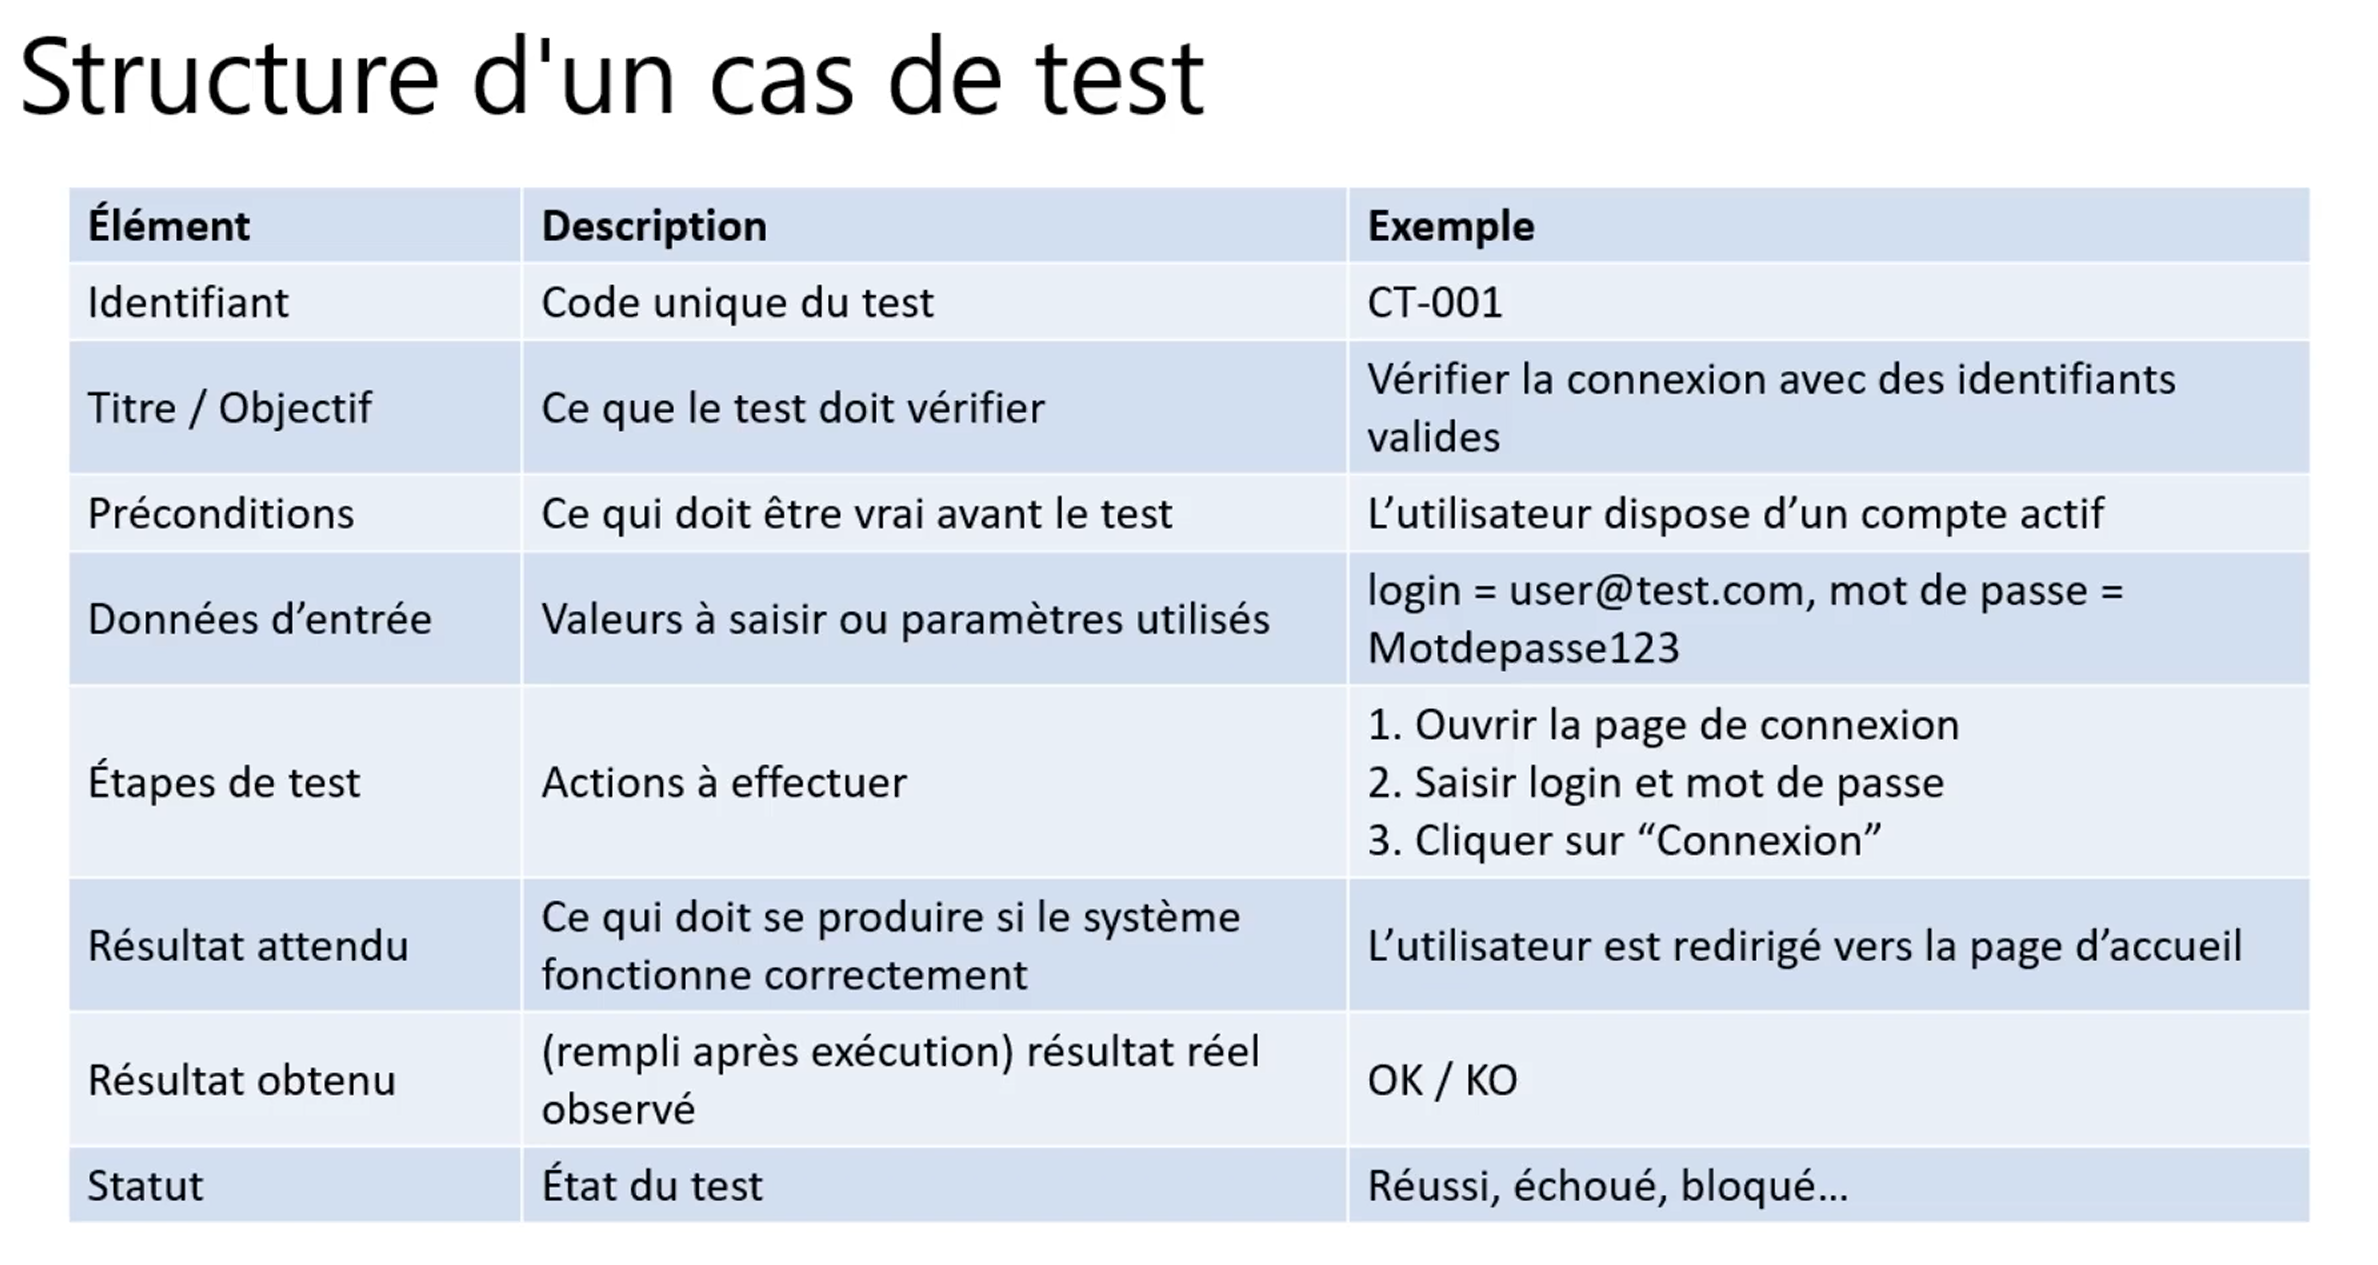 Structure d'un cas de test
Élément
Description
Exemple
Identifiant
Code unique du test
CT-001
Titre / Objectif
Ce que le test doit vérifier
Vérifier la connexion avec des identifiants
valides
Préconditions
Ce qui doit être vrai avant le test
L’utilisateur dispose d’un compte actif
Données d’entrée
Valeurs à saisir ou paramètres utilisés
login = user@test.com, mot de passe =
Motdepasse123
Étapes de test
Actions à effectuer
1. Ouvrir la page de connexion
2. Saisir login et mot de passe
3. Cliquer sur “Connexion”
Résultat attendu
Ce qui doit se produire si le système
fonctionne correctement
L’utilisateur est redirigé vers la page d’accueil
Résultat obtenu
(rempli après exécution) résultat réel
observé
OK / KO
Statut
État du test
Réussi, échoué, bloqué…